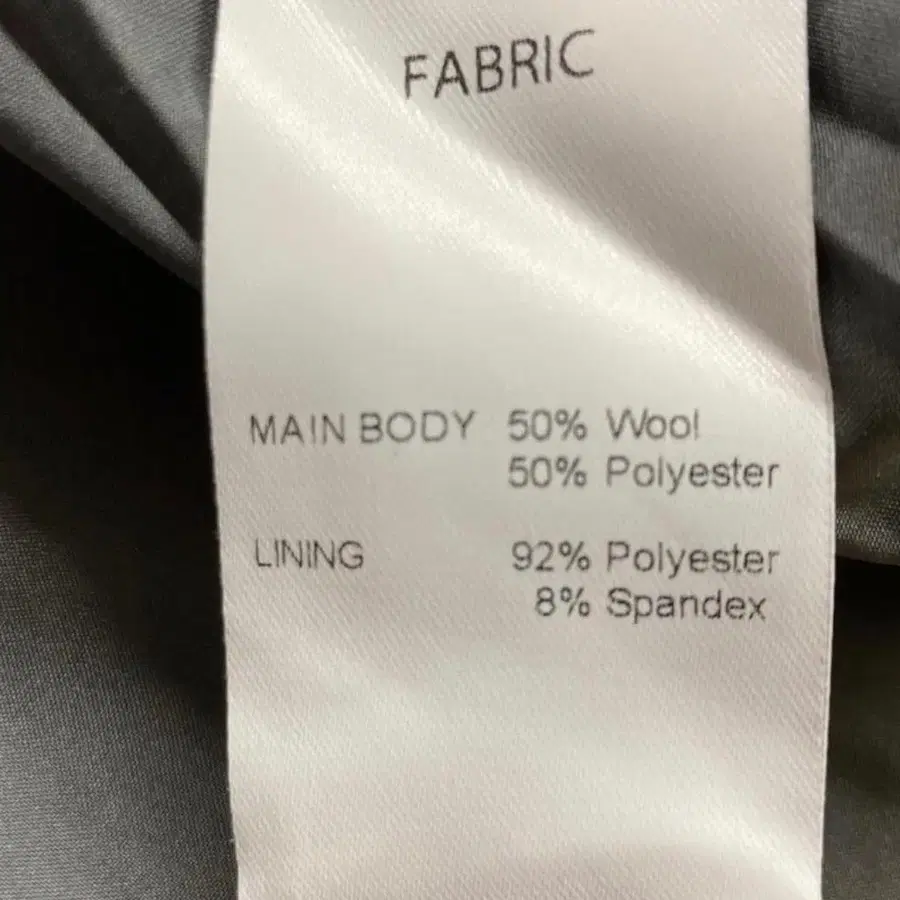 FABRIC
MAIN BODY 50% Wool
50% Polyester
LINING 92% Polyester
8% Spandex